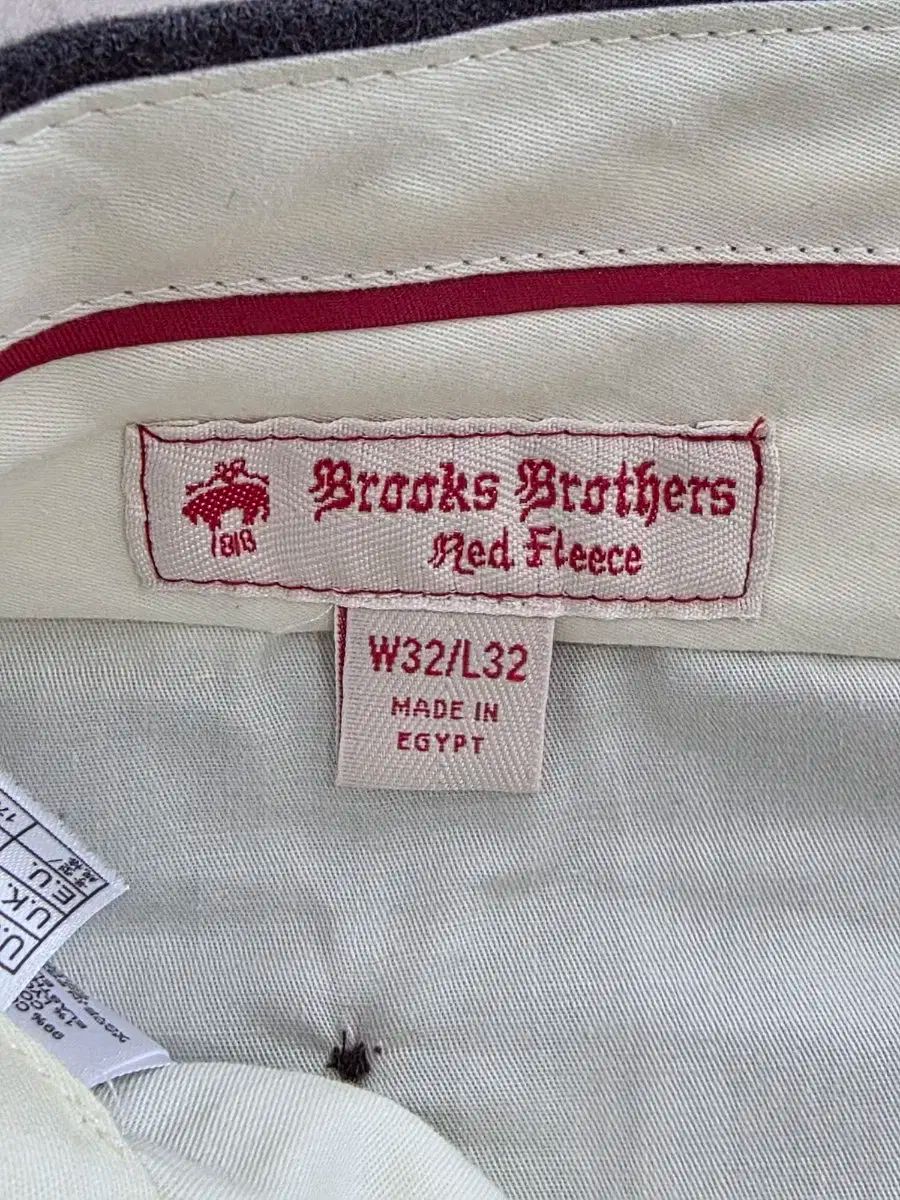 1818
Brooks Brothers
Red Fleece
W32/L32
MADE IN
EGYPT
U.K.
E.U.